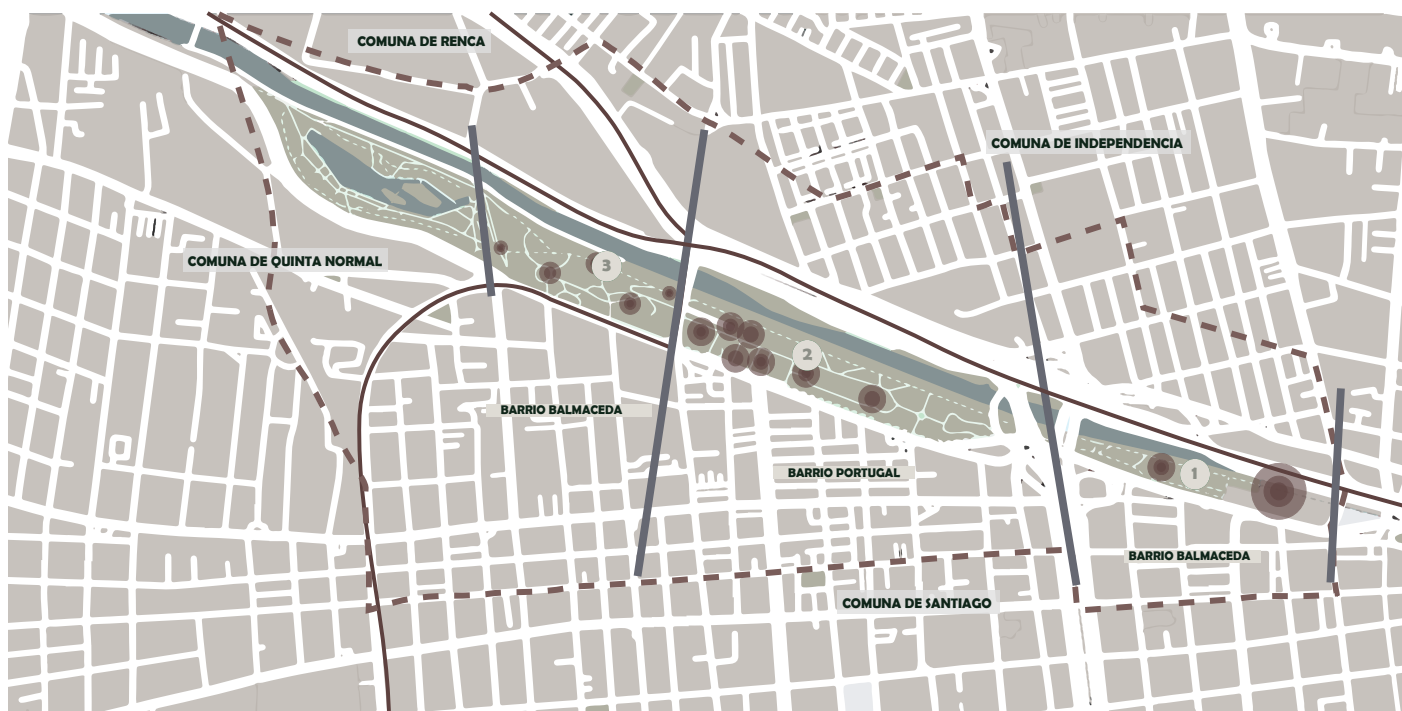 COMUNA DE RENCA
COMUNA DE INDEPENDENCIA
COMUNA DE QUINTA NORMAL
3
2
BARRIO BALMACEDA
BARRIO PORTUGAL
1
BARRIO BALMACEDA
COMUNA DE SANTIAGO